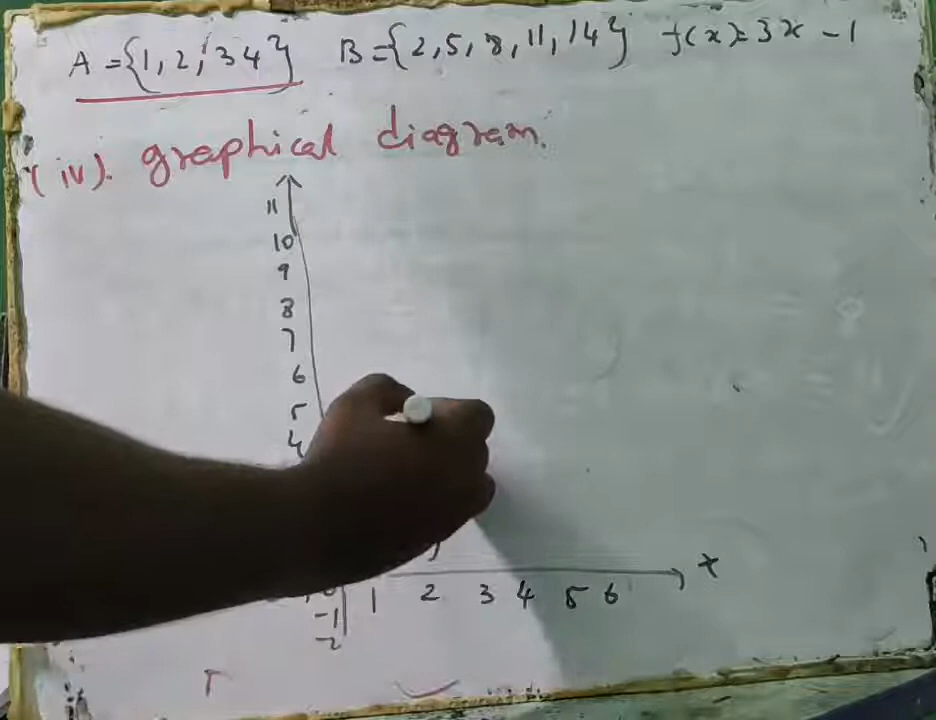 A = {1, 2, 3 4} B = {2, 5, 8, 11, 14} f(x) = 3x - 1
(iv). graphical diagram.
11
10
9
8
7
6
5
4
x
1 2 3 4 5 6
-1
-2